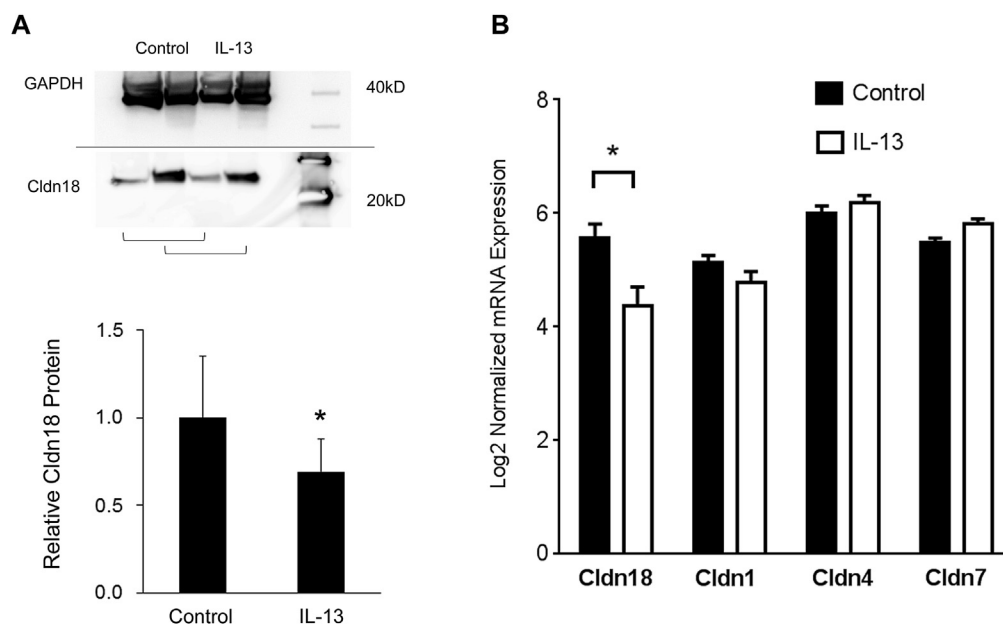 A
Control IL-13
GAPDH
40kD
Cldn18
20kD
1.5
1.0
0.5
0.0
Relative Cldn18 Protein
*
Control IL-13
B
8
6
4
2
0
Log2 Normalized mRNA Expression
Control
IL-13
*
Cldn18 Cldn1 Cldn4 Cldn7